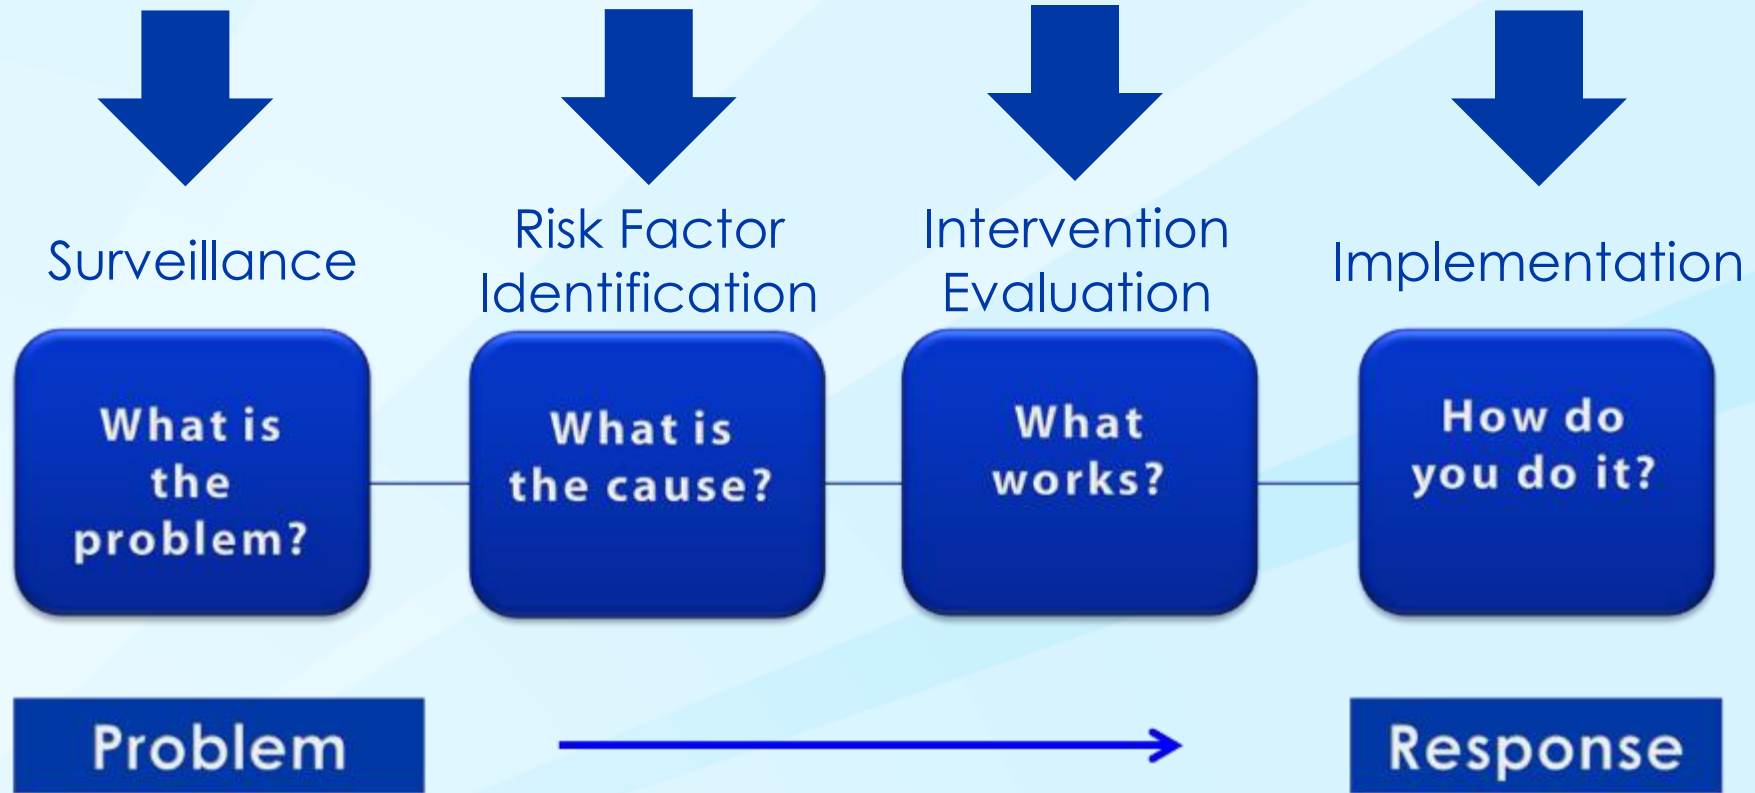 Surveillance
Risk Factor
Identification
Intervention
Evaluation
Implementation
What is
the
problem?
What is
the cause?
What
works?
How do
you do it?
Problem
Response